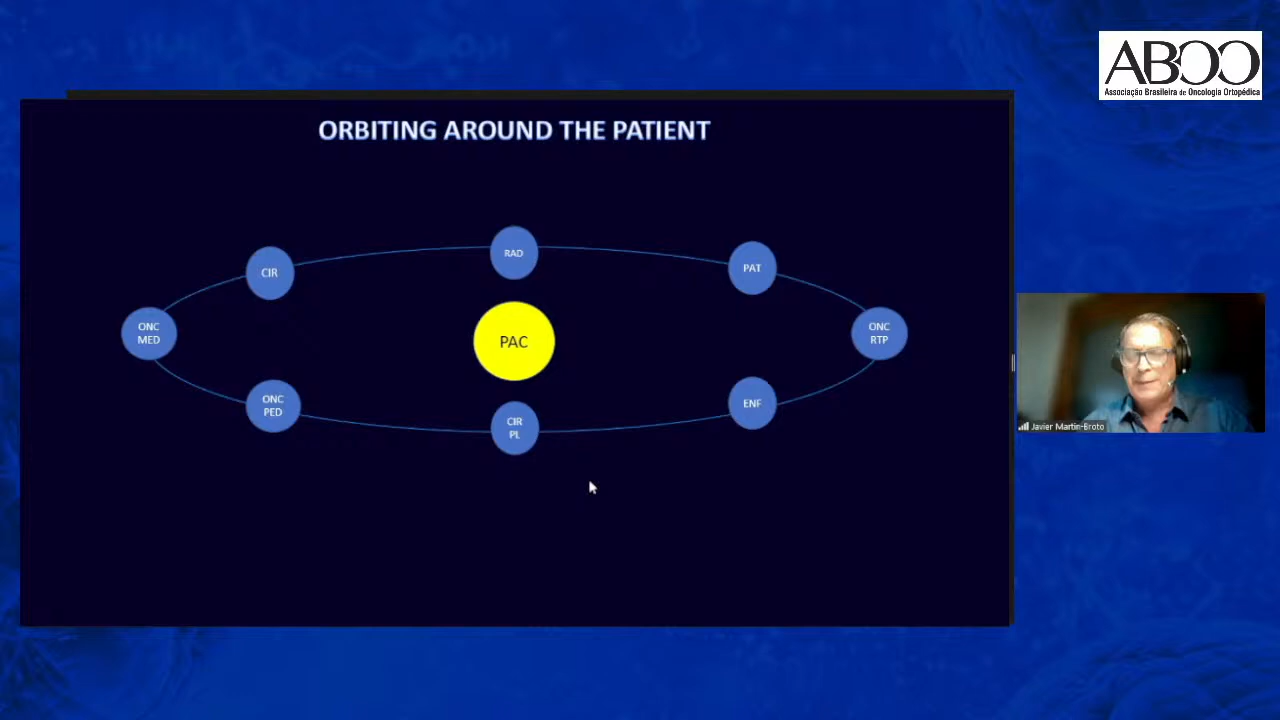 ABOO
Associação Brasileira de Oncologia Ortopédica
ORBITING AROUND THE PATIENT
RAD
CIR
PAT
ONC
MED
PAC
ONC
RTP
ONC
PED
CIR
PL
ENF
Javier Martin-Broto